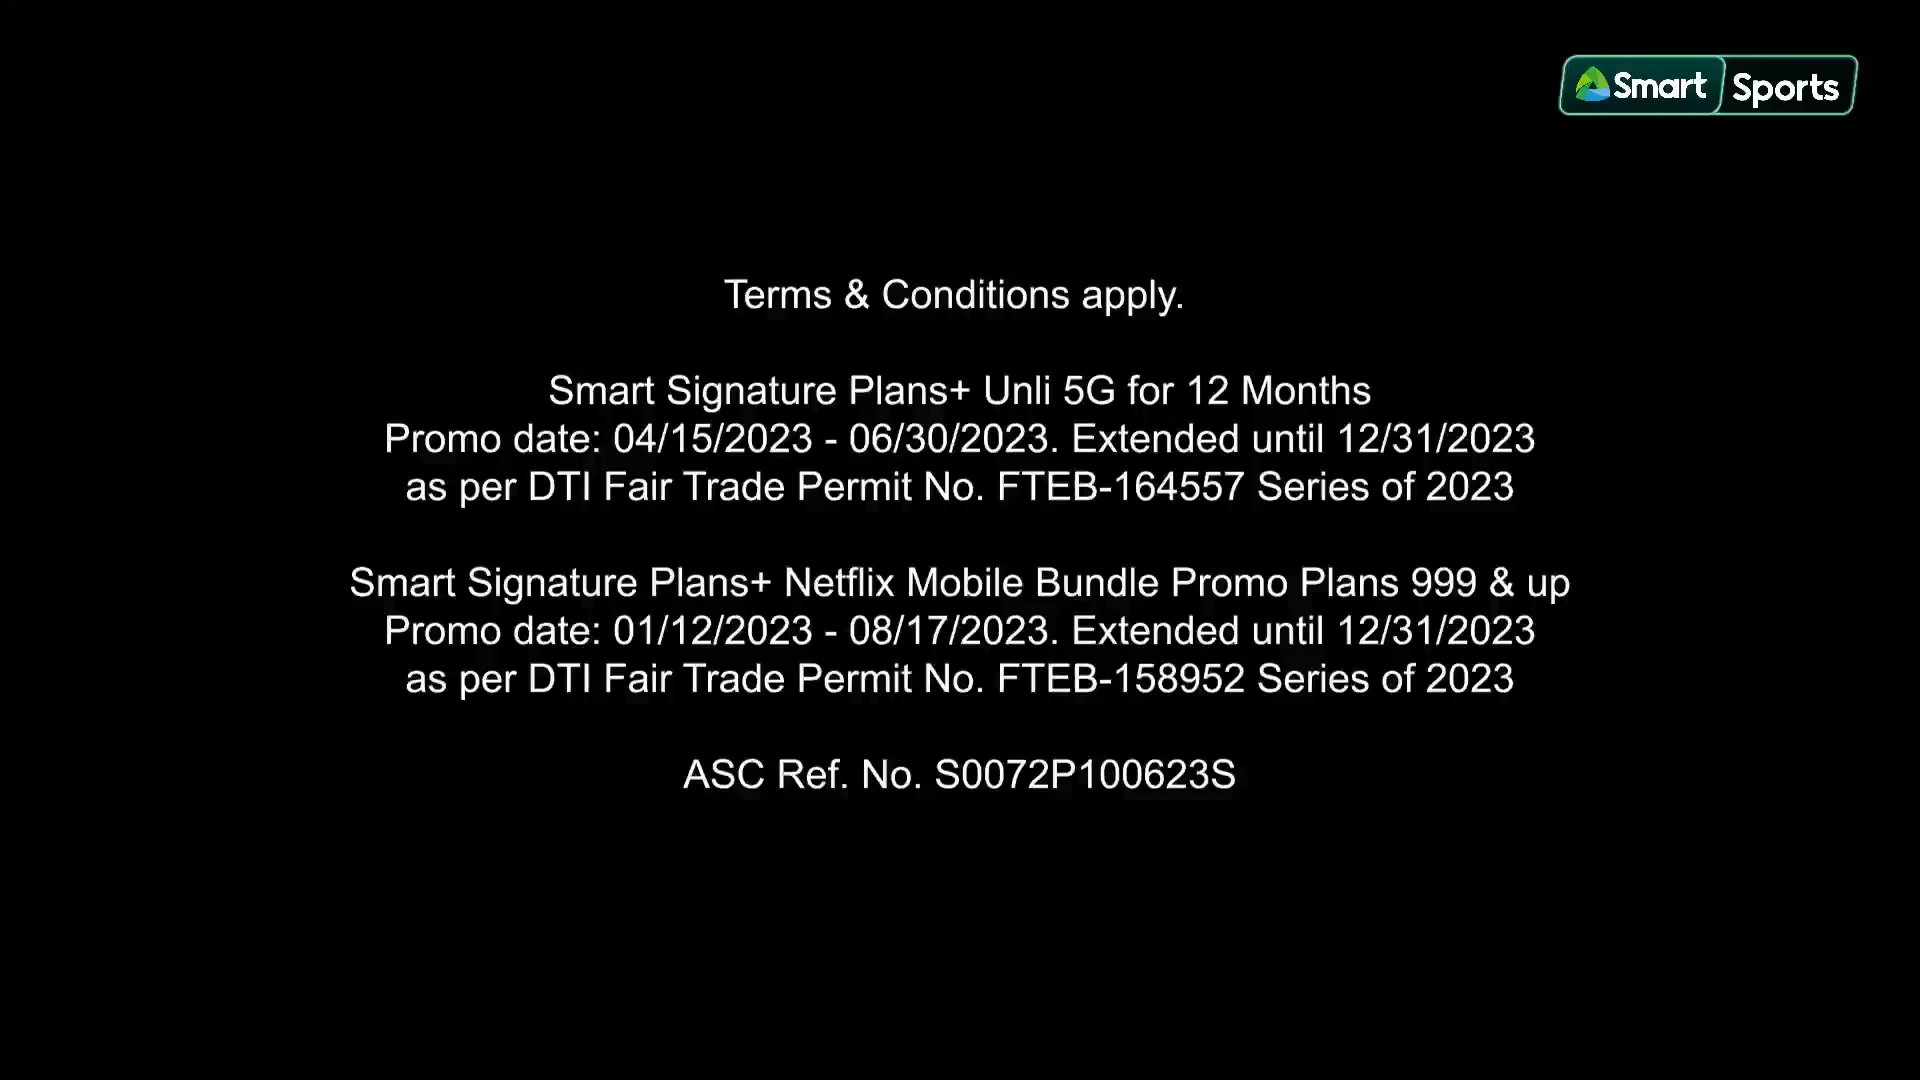 Smart Sports
Terms & Conditions apply.
Smart Signature Plans+ Unli 5G for 12 Months
Promo date: 04/15/2023 - 06/30/2023. Extended until 12/31/2023
as per DTI Fair Trade Permit No. FTEB-164557 Series of 2023
Smart Signature Plans+ Netflix Mobile Bundle Promo Plans 999 & up
Promo date: 01/12/2023 - 08/17/2023. Extended until 12/31/2023
as per DTI Fair Trade Permit No. FTEB-158952 Series of 2023
ASC Ref. No. S0072P100623S